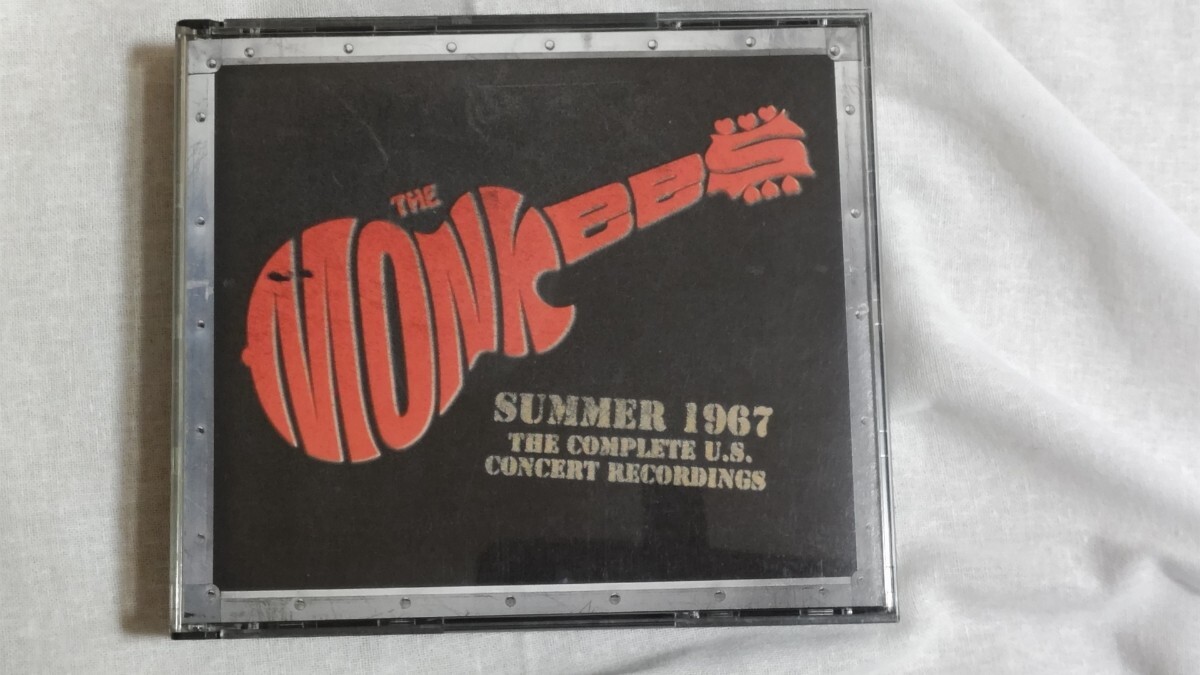 THE
MONKEES
SUMMER 1967
THE COMPLETE U.S.
CONCERT RECORDINGS